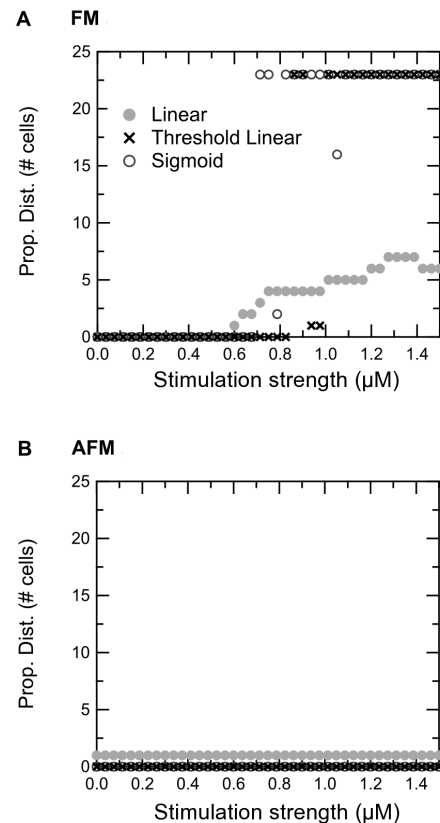 A FM
25
20
15
10
5
0
Prop. Dist. (# cells)
Linear
Threshold Linear
Sigmoid
0.0 0.2 0.4 0.6 0.8 1.0 1.2 1.4
Stimulation strength (µM)
B AFM
25
20
15
10
5
0
Prop. Dist. (# cells)
0.0 0.2 0.4 0.6 0.8 1.0 1.2 1.4
Stimulation strength (µM)